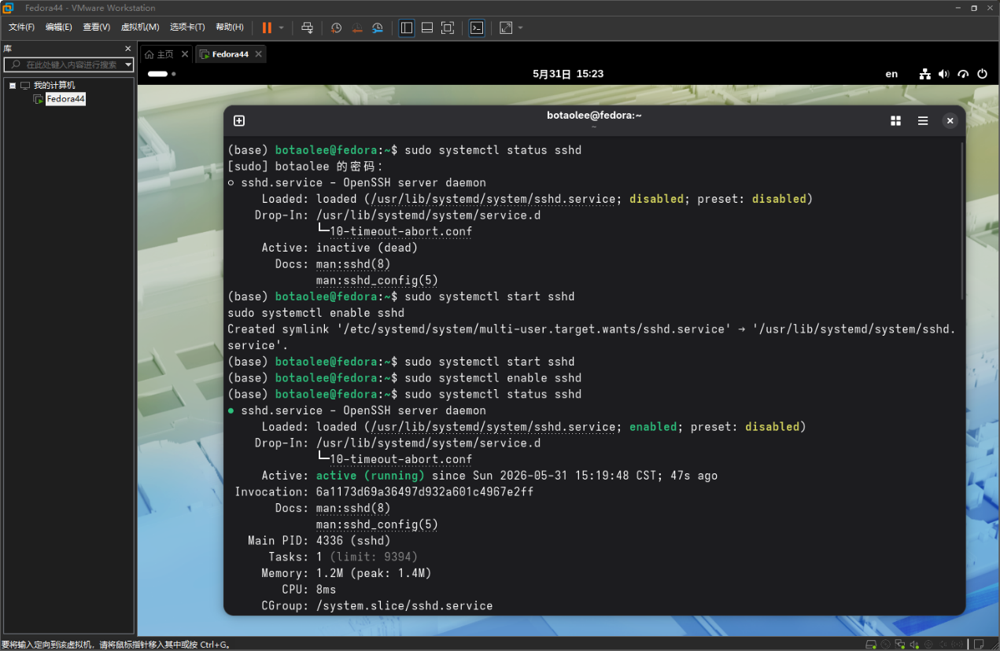 Fedora44 - VMware Workstation
文件(F) 编辑(E) 查看(V) 虚拟机(M) 选项卡(T) 帮助(H)
库
在此处键入内容进行搜索
我的计算机
Fedora44
主页
Fedora44
5月31日 15:23
en
botaolee@fedora:~
~
(base) botaolee@fedora:~$ sudo systemctl status sshd
[sudo] botaolee 的密码：
○ sshd.service - OpenSSH server daemon
Loaded: loaded (/usr/lib/systemd/system/sshd.service; disabled; preset: disabled)
Drop-In: /usr/lib/systemd/system/service.d
└─10-timeout-abort.conf
Active: inactive (dead)
Docs: man:sshd(8)
man:sshd_config(5)
(base) botaolee@fedora:~$ sudo systemctl start sshd
sudo systemctl enable sshd
Created symlink '/etc/systemd/system/multi-user.target.wants/sshd.service' → '/usr/lib/systemd/system/sshd.
service'.
(base) botaolee@fedora:~$ sudo systemctl start sshd
(base) botaolee@fedora:~$ sudo systemctl enable sshd
(base) botaolee@fedora:~$ sudo systemctl status sshd
● sshd.service - OpenSSH server daemon
Loaded: loaded (/usr/lib/systemd/system/sshd.service; enabled; preset: disabled)
Drop-In: /usr/lib/systemd/system/service.d
└─10-timeout-abort.conf
Active: active (running) since Sun 2026-05-31 15:19:48 CST; 47s ago
Invocation: 6a1173d69a36497d932a601c4967e2ff
Docs: man:sshd(8)
man:sshd_config(5)
Main PID: 4336 (sshd)
Tasks: 1 (limit: 9394)
Memory: 1.2M (peak: 1.4M)
CPU: 8ms
CGroup: /system.slice/sshd.service
要将输入定向到该虚拟机，请将鼠标指针移入其中或按 Ctrl+G。